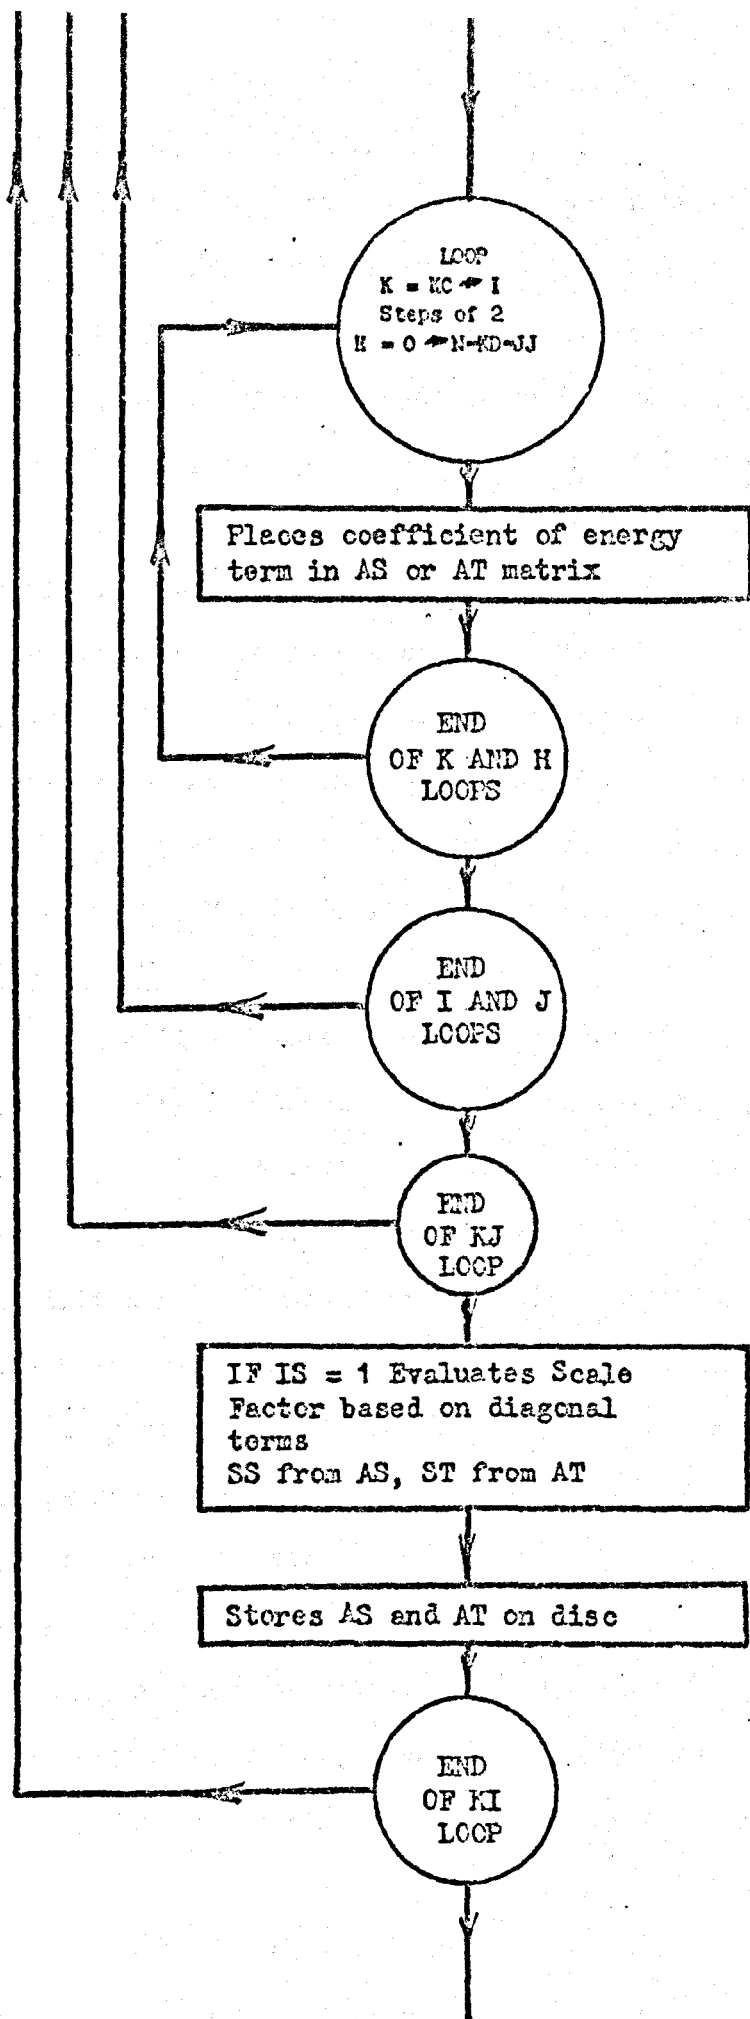 LOOP
K = KC → I
Steps of 2
H = 0 → N-KD-JJ
Places coefficient of energy
term in AS or AT matrix
END
OF K AND H
LOOPS
END
OF I AND J
LOOPS
END
OF KJ
LOOP
IF IS = 1 Evaluates Scale
Factor based on diagonal
terms
SS from AS, ST from AT
Stores AS and AT on disc
END
OF KI
LOOP